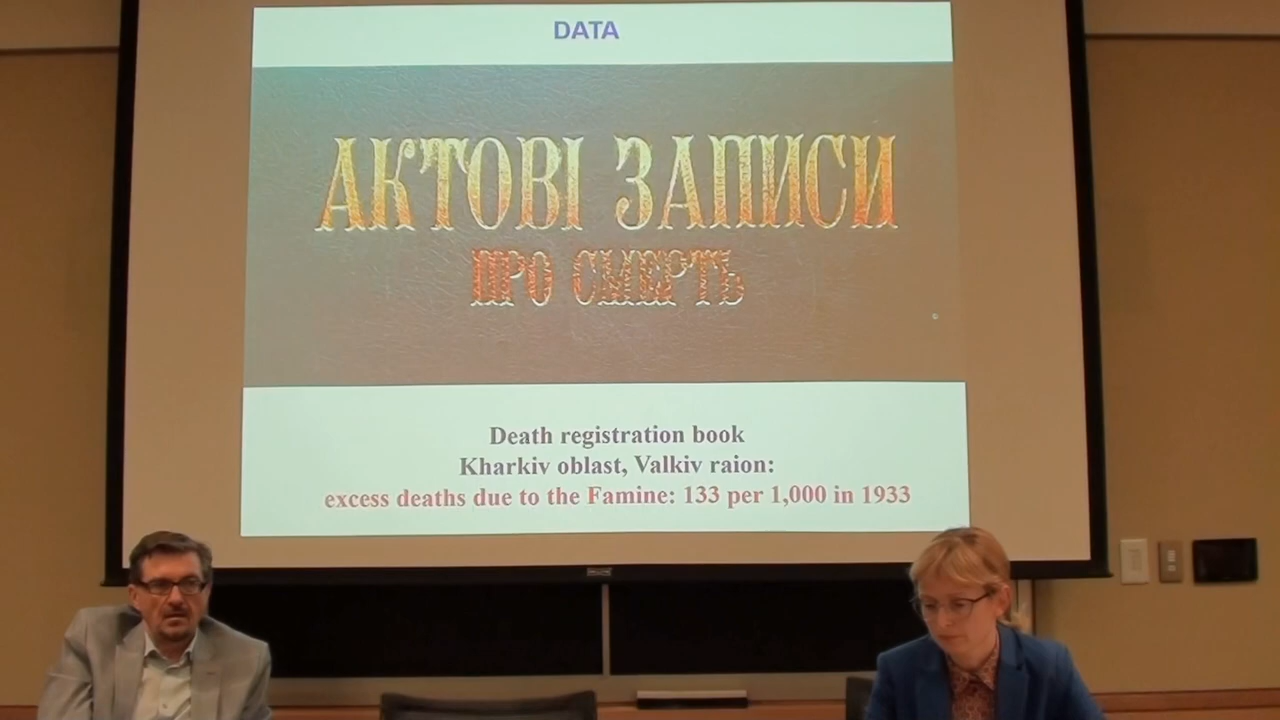 DATA
АКТОВІ ЗАПИСИ
ПРО СМЕРТЬ
Death registration book
Kharkiv oblast, Valkiv raion:
excess deaths due to the Famine: 133 per 1,000 in 1933